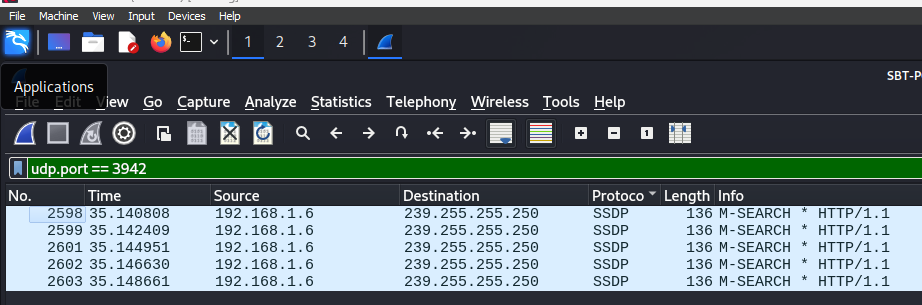 File Machine View Input Devices Help
1 2 3 4
Applications
SBT-P
File Edit View Go Capture Analyze Statistics Telephony Wireless Tools Help
udp.port == 3942
No. Time Source Destination Protoco Length Info
2598 35.140808 192.168.1.6 239.255.255.250 SSDP 136 M-SEARCH * HTTP/1.1
2599 35.142409 192.168.1.6 239.255.255.250 SSDP 136 M-SEARCH * HTTP/1.1
2601 35.144951 192.168.1.6 239.255.255.250 SSDP 136 M-SEARCH * HTTP/1.1
2602 35.146630 192.168.1.6 239.255.255.250 SSDP 136 M-SEARCH * HTTP/1.1
2603 35.148661 192.168.1.6 239.255.255.250 SSDP 136 M-SEARCH * HTTP/1.1